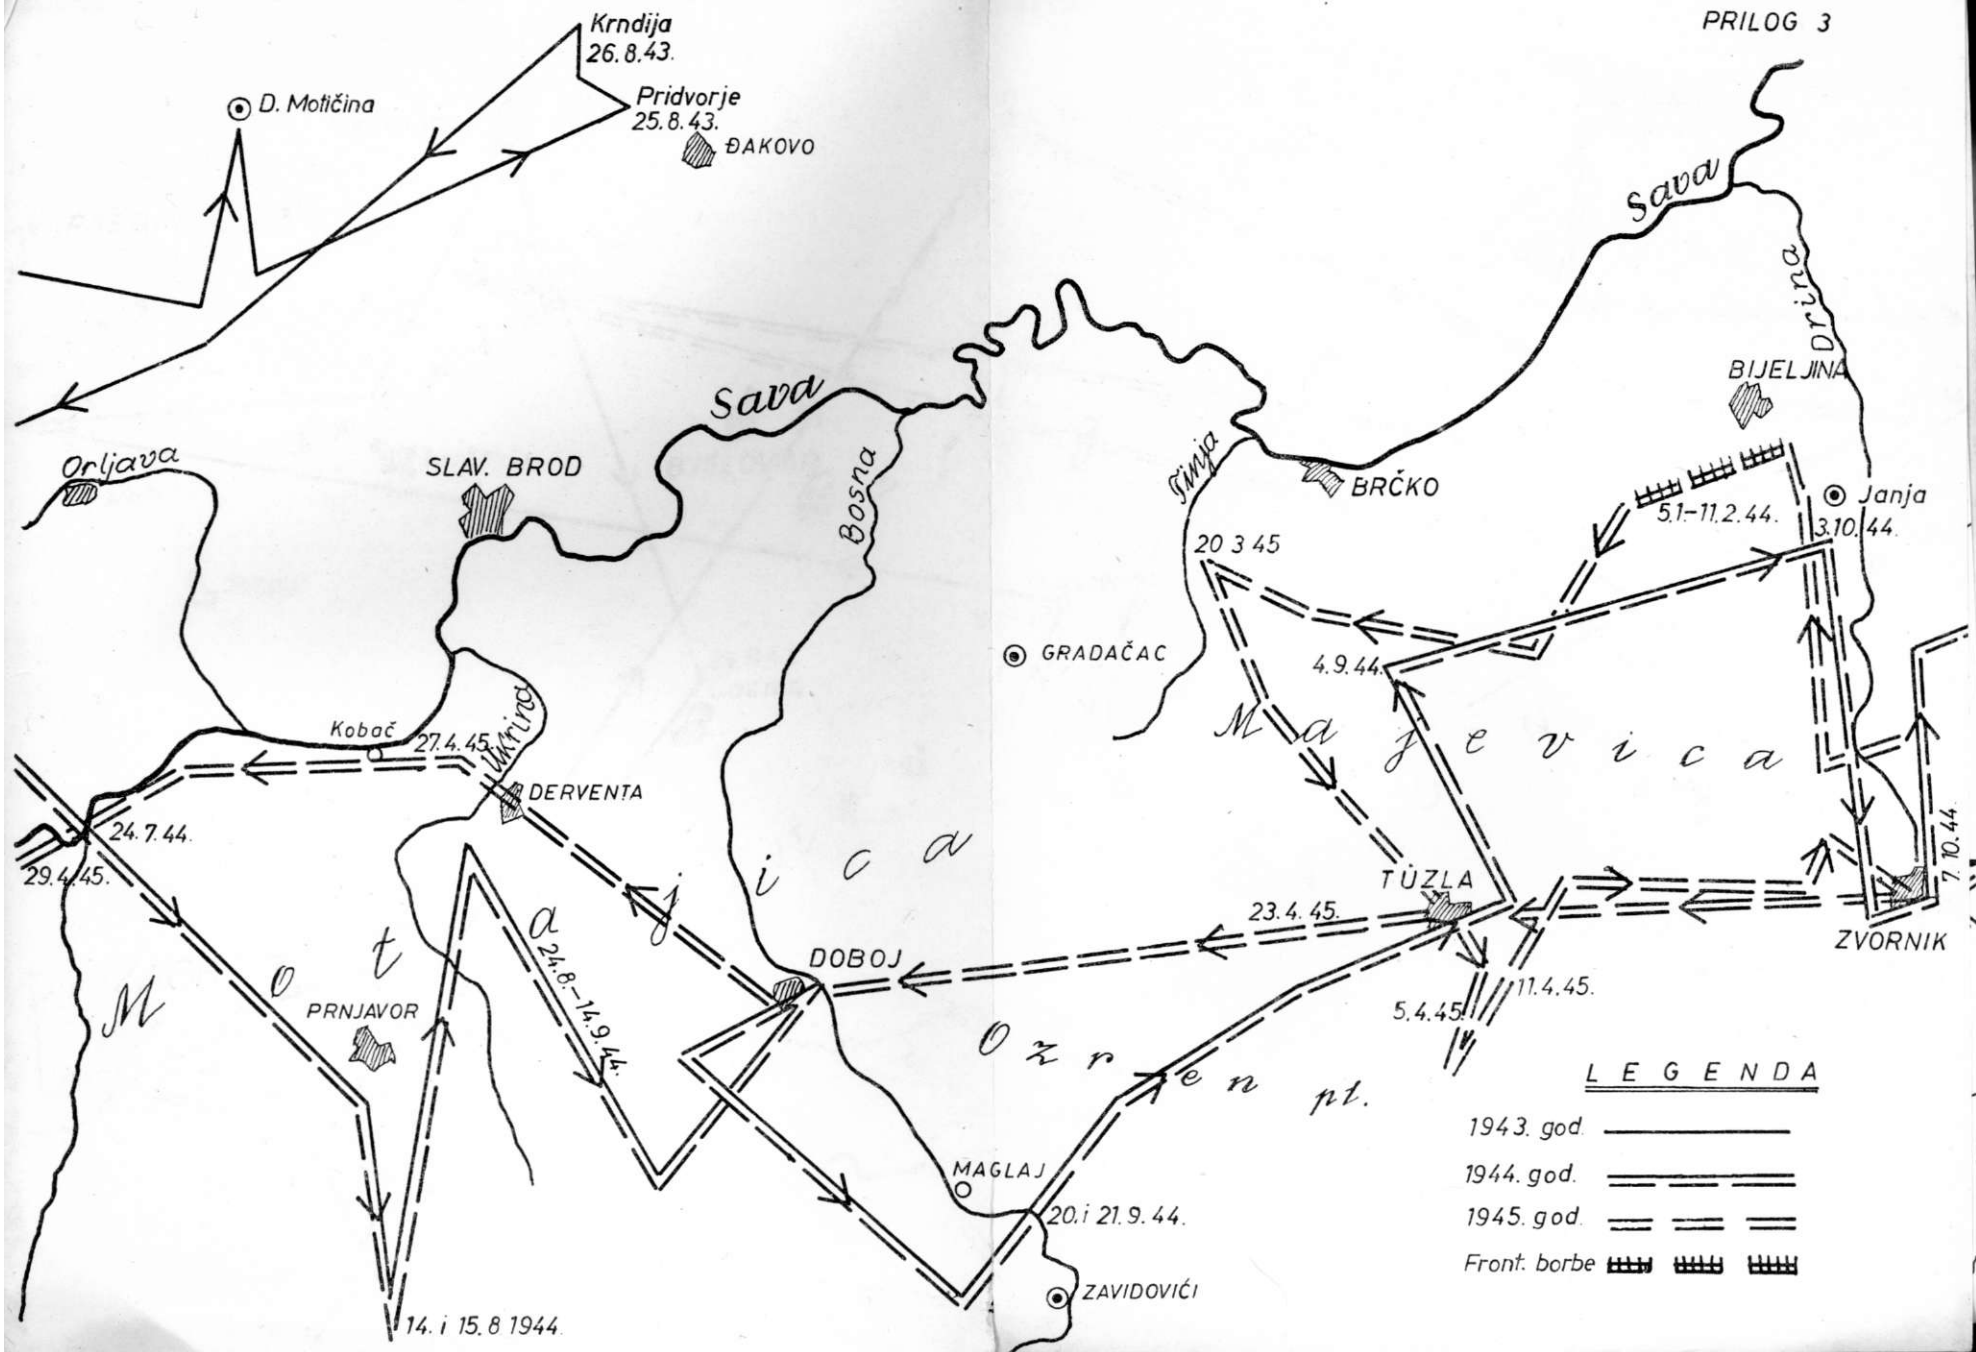 PRILOG 3
Krndija
26.8.43.
D. Motičina
Pridvorje
25.8.43.
ĐAKOVO
Sava
Drina
BIJELJINA
Sava
Orljava
SLAV. BROD
Bosna
Tinja
BRČKO
Janja
5.1.-11.2.44.
3.10.44.
20 3 45
GRADAČAC
4.9.44.
Majevica
Kobač
27.4.45.
Ukrina
DERVENTA
24.7.44.
29.4.45.
Motajica
TUZLA
7.10.44.
23.4.45.
ZVORNIK
DOBOJ
24.8.-14.9.44.
PRNJAVOR
5.4.45.
11.4.45.
Ozren pl.
MAGLAJ
20.i 21.9.44.
ZAVIDOVIĆI
14. i 15.8 1944.
LEGENDA
1943. god.
1944. god.
1945. god.
Front. borbe